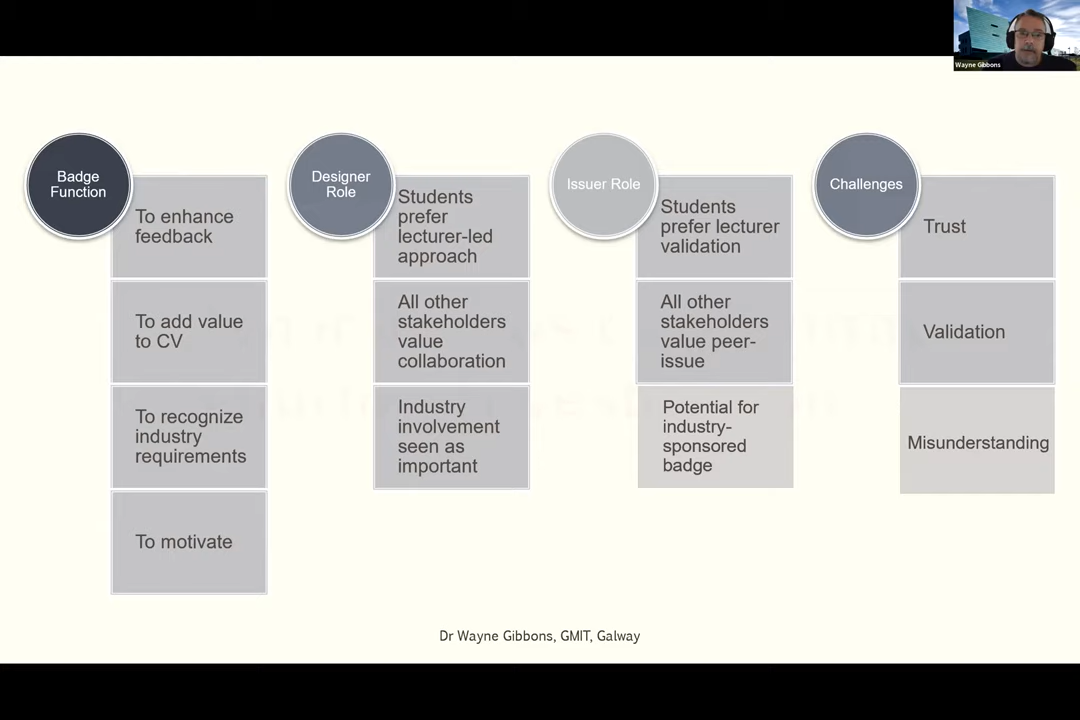 Wayne Gibbons
Badge
Function
To enhance
feedback
To add value
to CV
To recognize
industry
requirements
To motivate
Designer
Role
Students
prefer
lecturer-led
approach
All other
stakeholders
value
collaboration
Industry
involvement
seen as
important
Issuer Role
Students
prefer lecturer
validation
All other
stakeholders
value peer-
issue
Potential for
industry-
sponsored
badge
Challenges
Trust
Validation
Misunderstanding
Dr Wayne Gibbons, GMIT, Galway